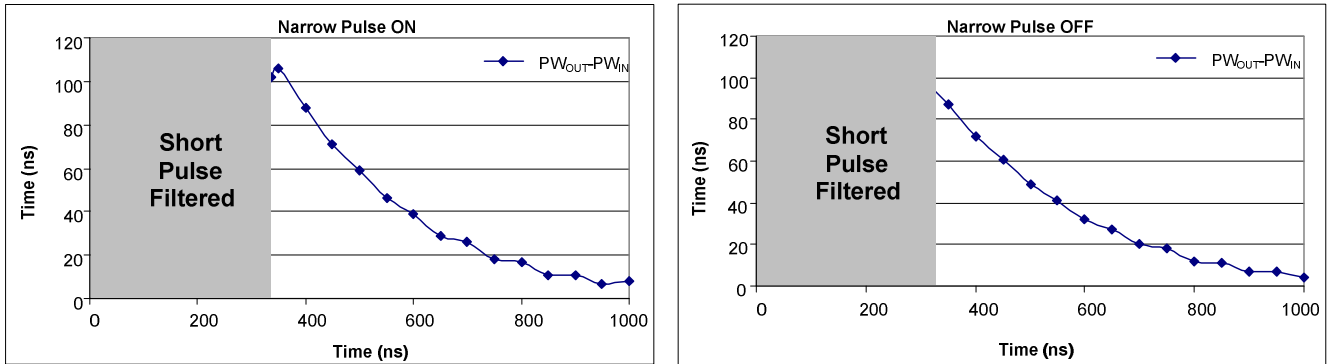 Narrow Pulse ON
120
100
80
60
40
20
0
Time (ns)
PWOUT-PWIN
Short
Pulse
Filtered
0 200 400 600 800 1000
Time (ns)
Narrow Pulse OFF
120
100
80
60
40
20
0
Time (ns)
PWOUT-PWIN
Short
Pulse
Filtered
0 200 400 600 800 1000
Time (ns)